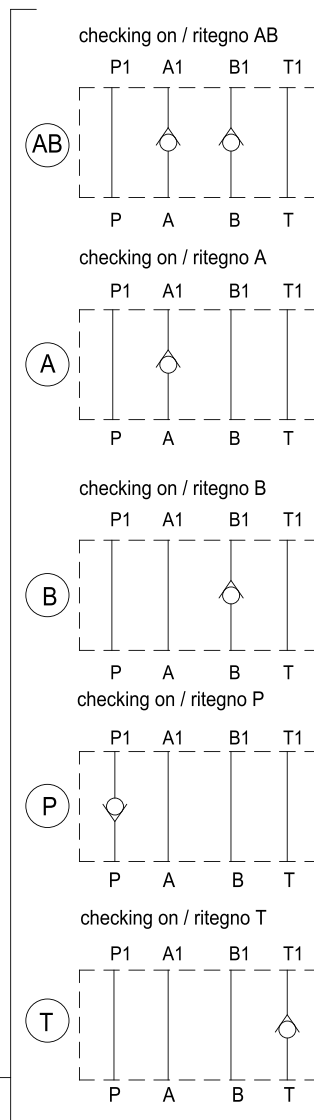 checking on / ritegno AB
P1 A1 B1 T1
AB
P A B T
checking on / ritegno A
P1 A1 B1 T1
A
P A B T
checking on / ritegno B
P1 A1 B1 T1
B
P A B T
checking on / ritegno P
P1 A1 B1 T1
P
P A B T
checking on / ritegno T
P1 A1 B1 T1
T
P A B T